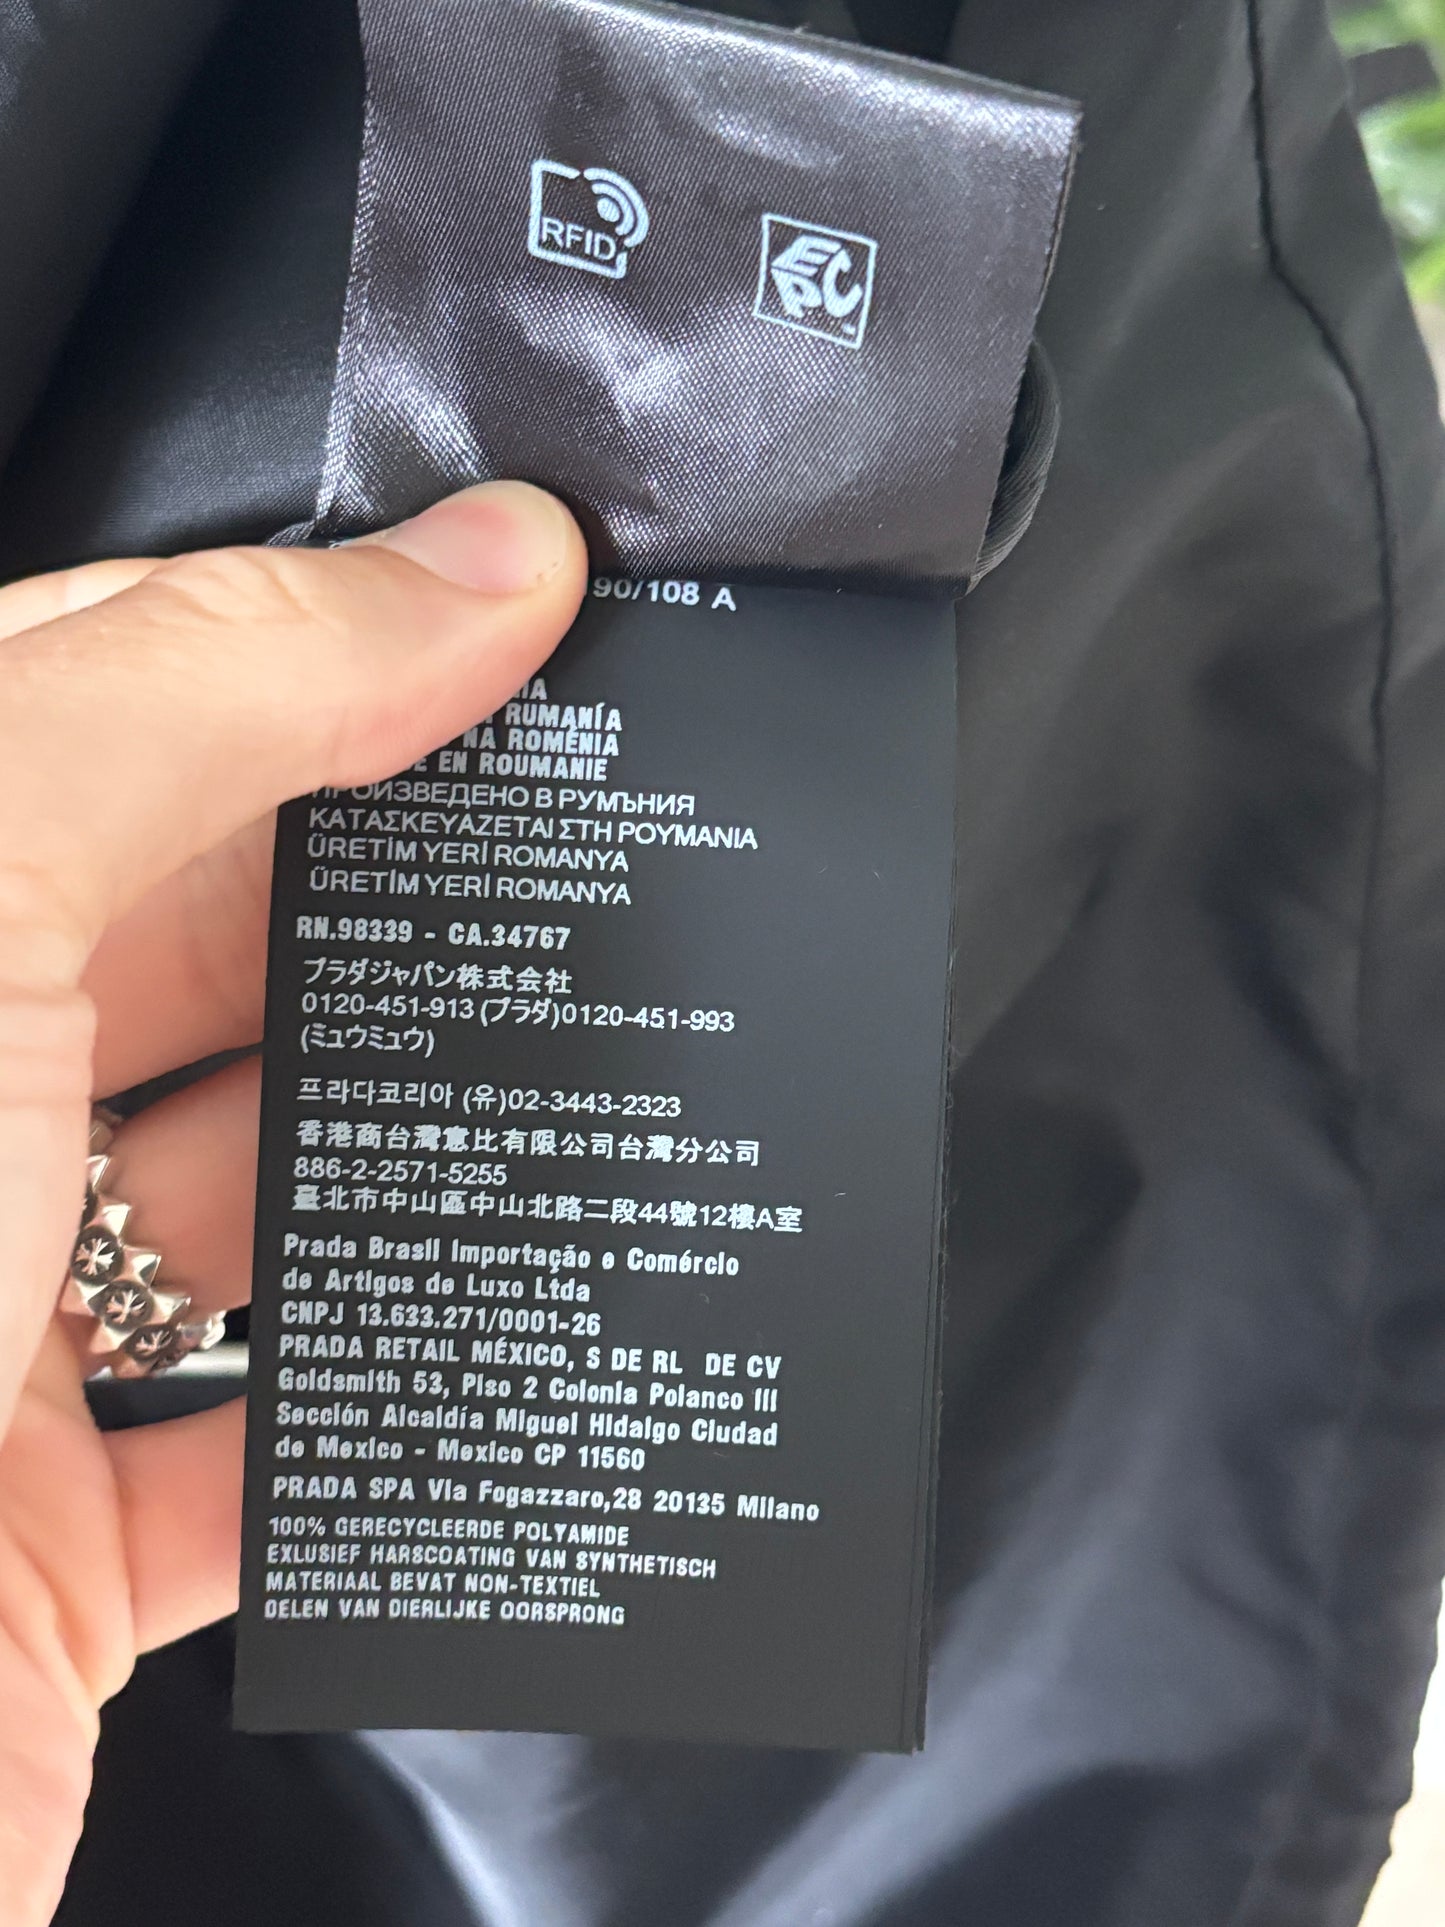 RFID
EPC
90/108 A
RUMANÍA
NA ROMÊNIA
EN ROUMANIE
ПРОИЗВЕДЕНО В РУМЪНИЯ
ΚΑΤΑΣΚΕΥΑΖΕΤΑΙ ΣΤΗ ΡΟΥΜΑΝΙΑ
ÜRETİM YERİ ROMANYA
ÜRETİM YERİ ROMANYA
RN.98339 - CA.34767
プラダジャパン株式会社
0120-451-913 (プラダ)0120-451-993
(ミュウミュウ)
프라다코리아 (유)02-3443-2323
香港商台灣意比有限公司台灣分公司
886-2-2571-5255
臺北市中山區中山北路二段44號12樓A室
Prada Brasil Importação e Comércio
de Artigos de Luxo Ltda
CNPJ 13.633.271/0001-26
PRADA RETAIL MÉXICO, S DE RL DE CV
Goldsmith 53, Piso 2 Colonia Polanco III
Sección Alcaldía Miguel Hidalgo Ciudad
de Mexico - Mexico CP 11560
PRADA SPA Via Fogazzaro,28 20135 Milano
100% GERECYCLEERDE POLYAMIDE
EXLUSIEF HARSCOATING VAN SYNTHETISCH
MATERIAAL BEVAT NON-TEXTIEL
DELEN VAN DIERLIJKE OORSPRONG